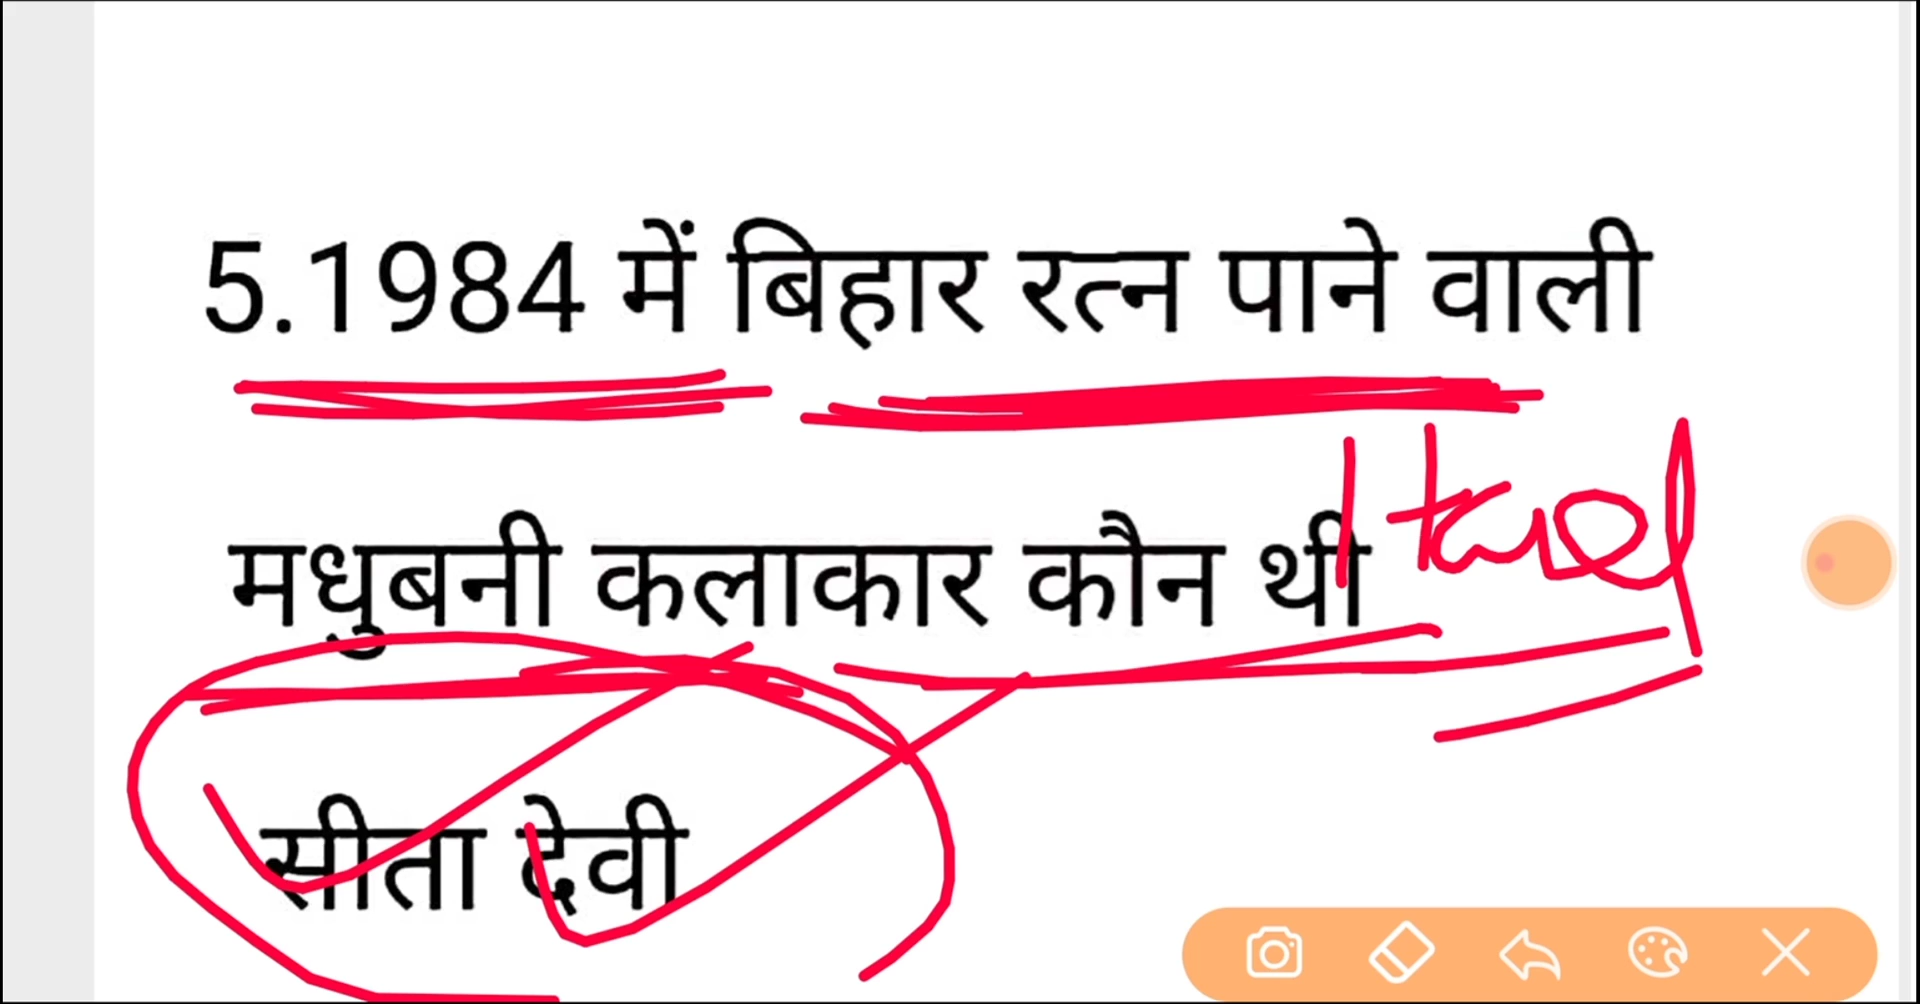 5.1984 में बिहार रत्न पाने वाली
मधुबनी कलाकार कौन थी
सीता देवी